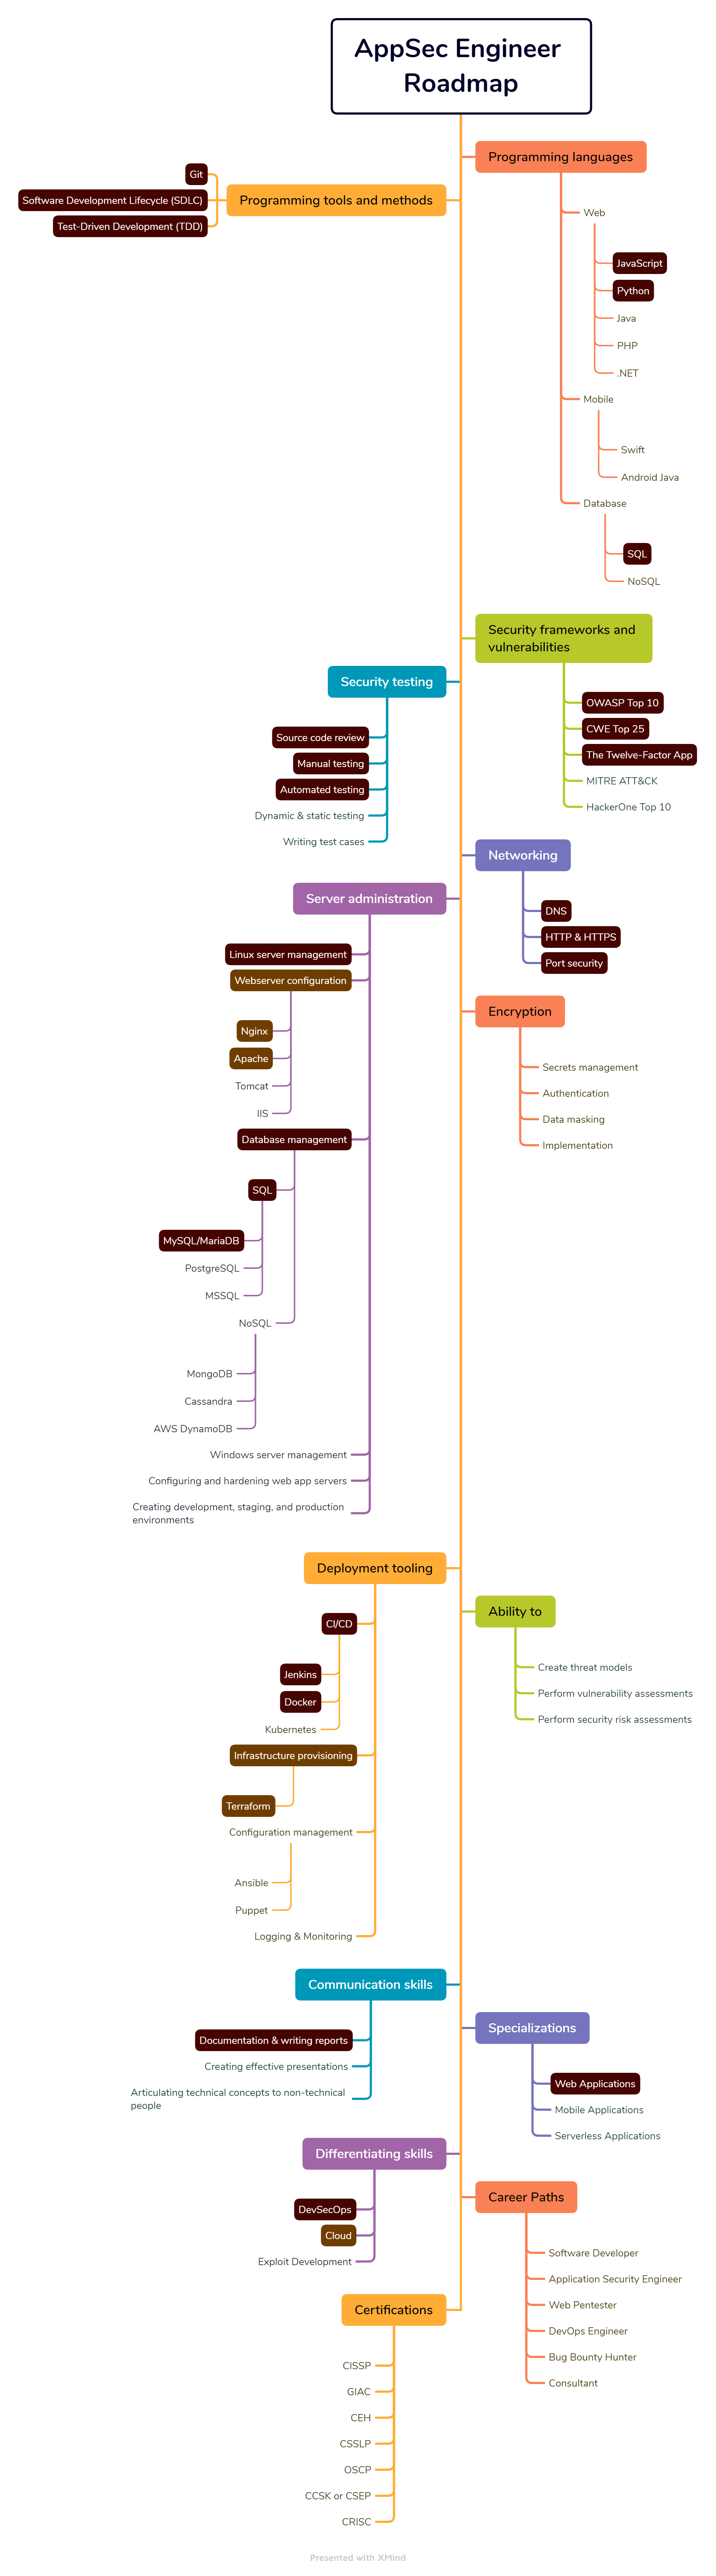 AppSec Engineer
Roadmap
Programming languages
Web
JavaScript
Python
Java
PHP
.NET
Mobile
Swift
Android Java
Database
SQL
NoSQL
Programming tools and methods
Git
Software Development Lifecycle (SDLC)
Test-Driven Development (TDD)
Security frameworks and
vulnerabilities
OWASP Top 10
CWE Top 25
The Twelve-Factor App
MITRE ATT&CK
HackerOne Top 10
Security testing
Source code review
Manual testing
Automated testing
Dynamic & static testing
Writing test cases
Networking
DNS
HTTP & HTTPS
Port security
Server administration
Linux server management
Webserver configuration
Nginx
Apache
Tomcat
IIS
Database management
SQL
MySQL/MariaDB
PostgreSQL
MSSQL
NoSQL
MongoDB
Cassandra
AWS DynamoDB
Windows server management
Configuring and hardening web app servers
Creating development, staging, and production
environments
Encryption
Secrets management
Authentication
Data masking
Implementation
Deployment tooling
CI/CD
Jenkins
Docker
Kubernetes
Infrastructure provisioning
Terraform
Configuration management
Ansible
Puppet
Logging & Monitoring
Ability to
Create threat models
Perform vulnerability assessments
Perform security risk assessments
Communication skills
Documentation & writing reports
Creating effective presentations
Articulating technical concepts to non-technical
people
Specializations
Web Applications
Mobile Applications
Serverless Applications
Differentiating skills
DevSecOps
Cloud
Exploit Development
Career Paths
Software Developer
Application Security Engineer
Web Pentester
DevOps Engineer
Bug Bounty Hunter
Consultant
Certifications
CISSP
GIAC
CEH
CSSLP
OSCP
CCSK or CSEP
CRISC
Presented with XMind